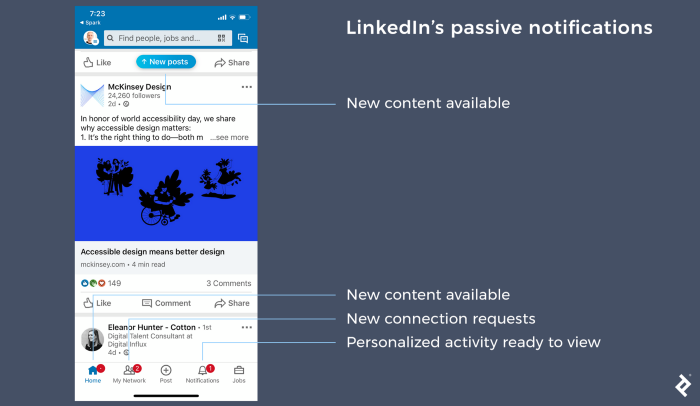 LinkedIn's passive notifications
7:23
Spark
Find people, jobs and...
Like
↑ New posts
Share
McKinsey Design
24,260 followers
2d •
In honor of world accessibility day, we share
why accessible design matters:
1. It's the right thing to do—both m ...see more
Accessible design means better design
mckinsey.com • 4 min read
149
3 Comments
Like
Comment
Share
Eleanor Hunter - Cotton • 1st
Digital Talent Consultant at
Digital Influx
4d •
2
1
Home
My Network
Post
Notifications
Jobs
New content available
New content available
New connection requests
Personalized activity ready to view